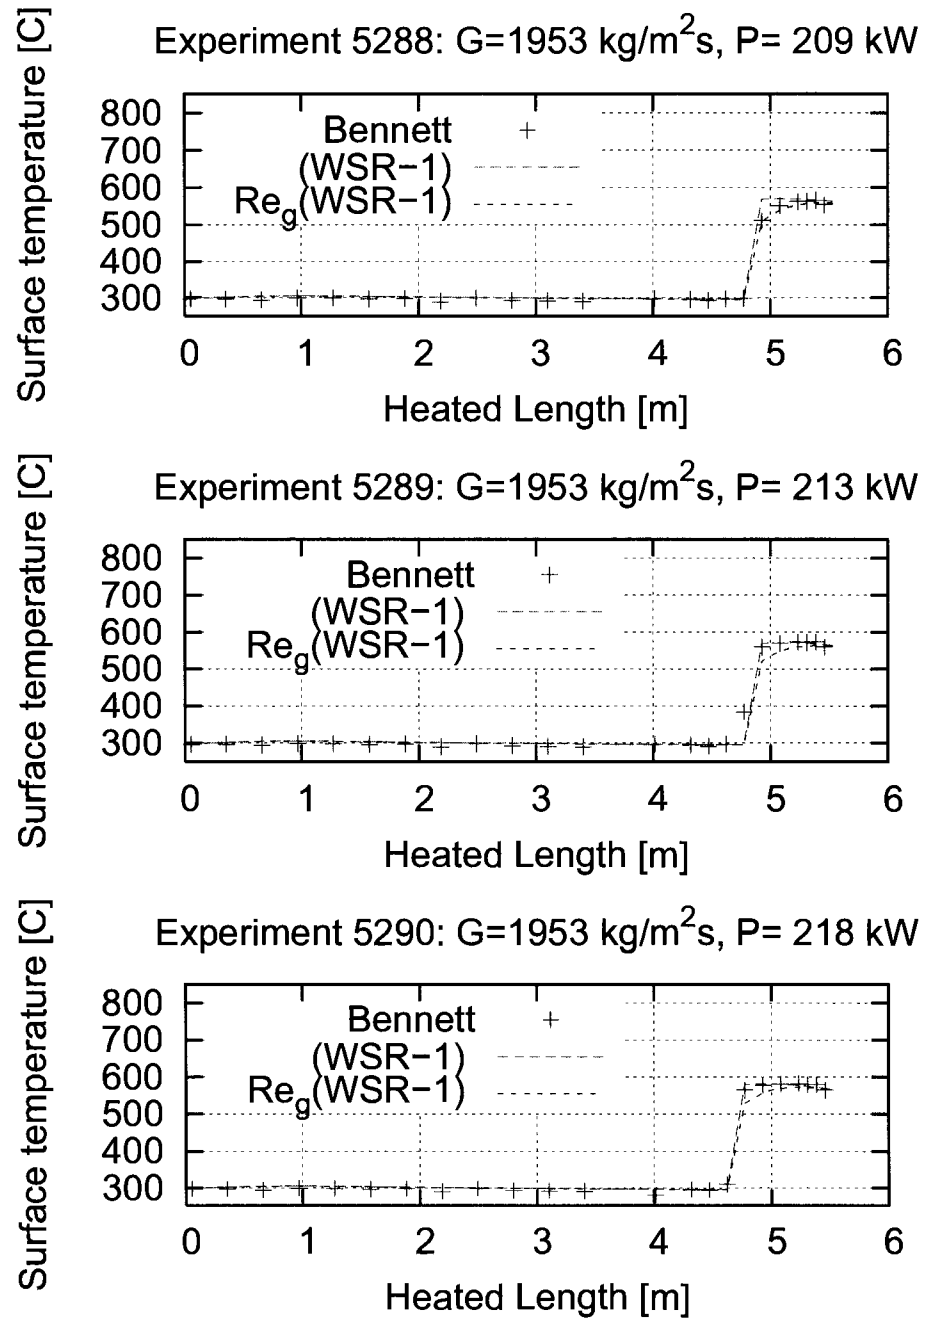 Experiment 5288: G=1953 kg/m²s, P= 209 kW
Surface temperature [C]
800
700
600
500
400
300
Bennett
(WSR−1)
Reg(WSR−1)
0 1 2 3 4 5 6
Heated Length [m]
Experiment 5289: G=1953 kg/m²s, P= 213 kW
Surface temperature [C]
800
700
600
500
400
300
Bennett
(WSR−1)
Reg(WSR−1)
0 1 2 3 4 5 6
Heated Length [m]
Experiment 5290: G=1953 kg/m²s, P= 218 kW
Surface temperature [C]
800
700
600
500
400
300
Bennett
(WSR−1)
Reg(WSR−1)
0 1 2 3 4 5 6
Heated Length [m]